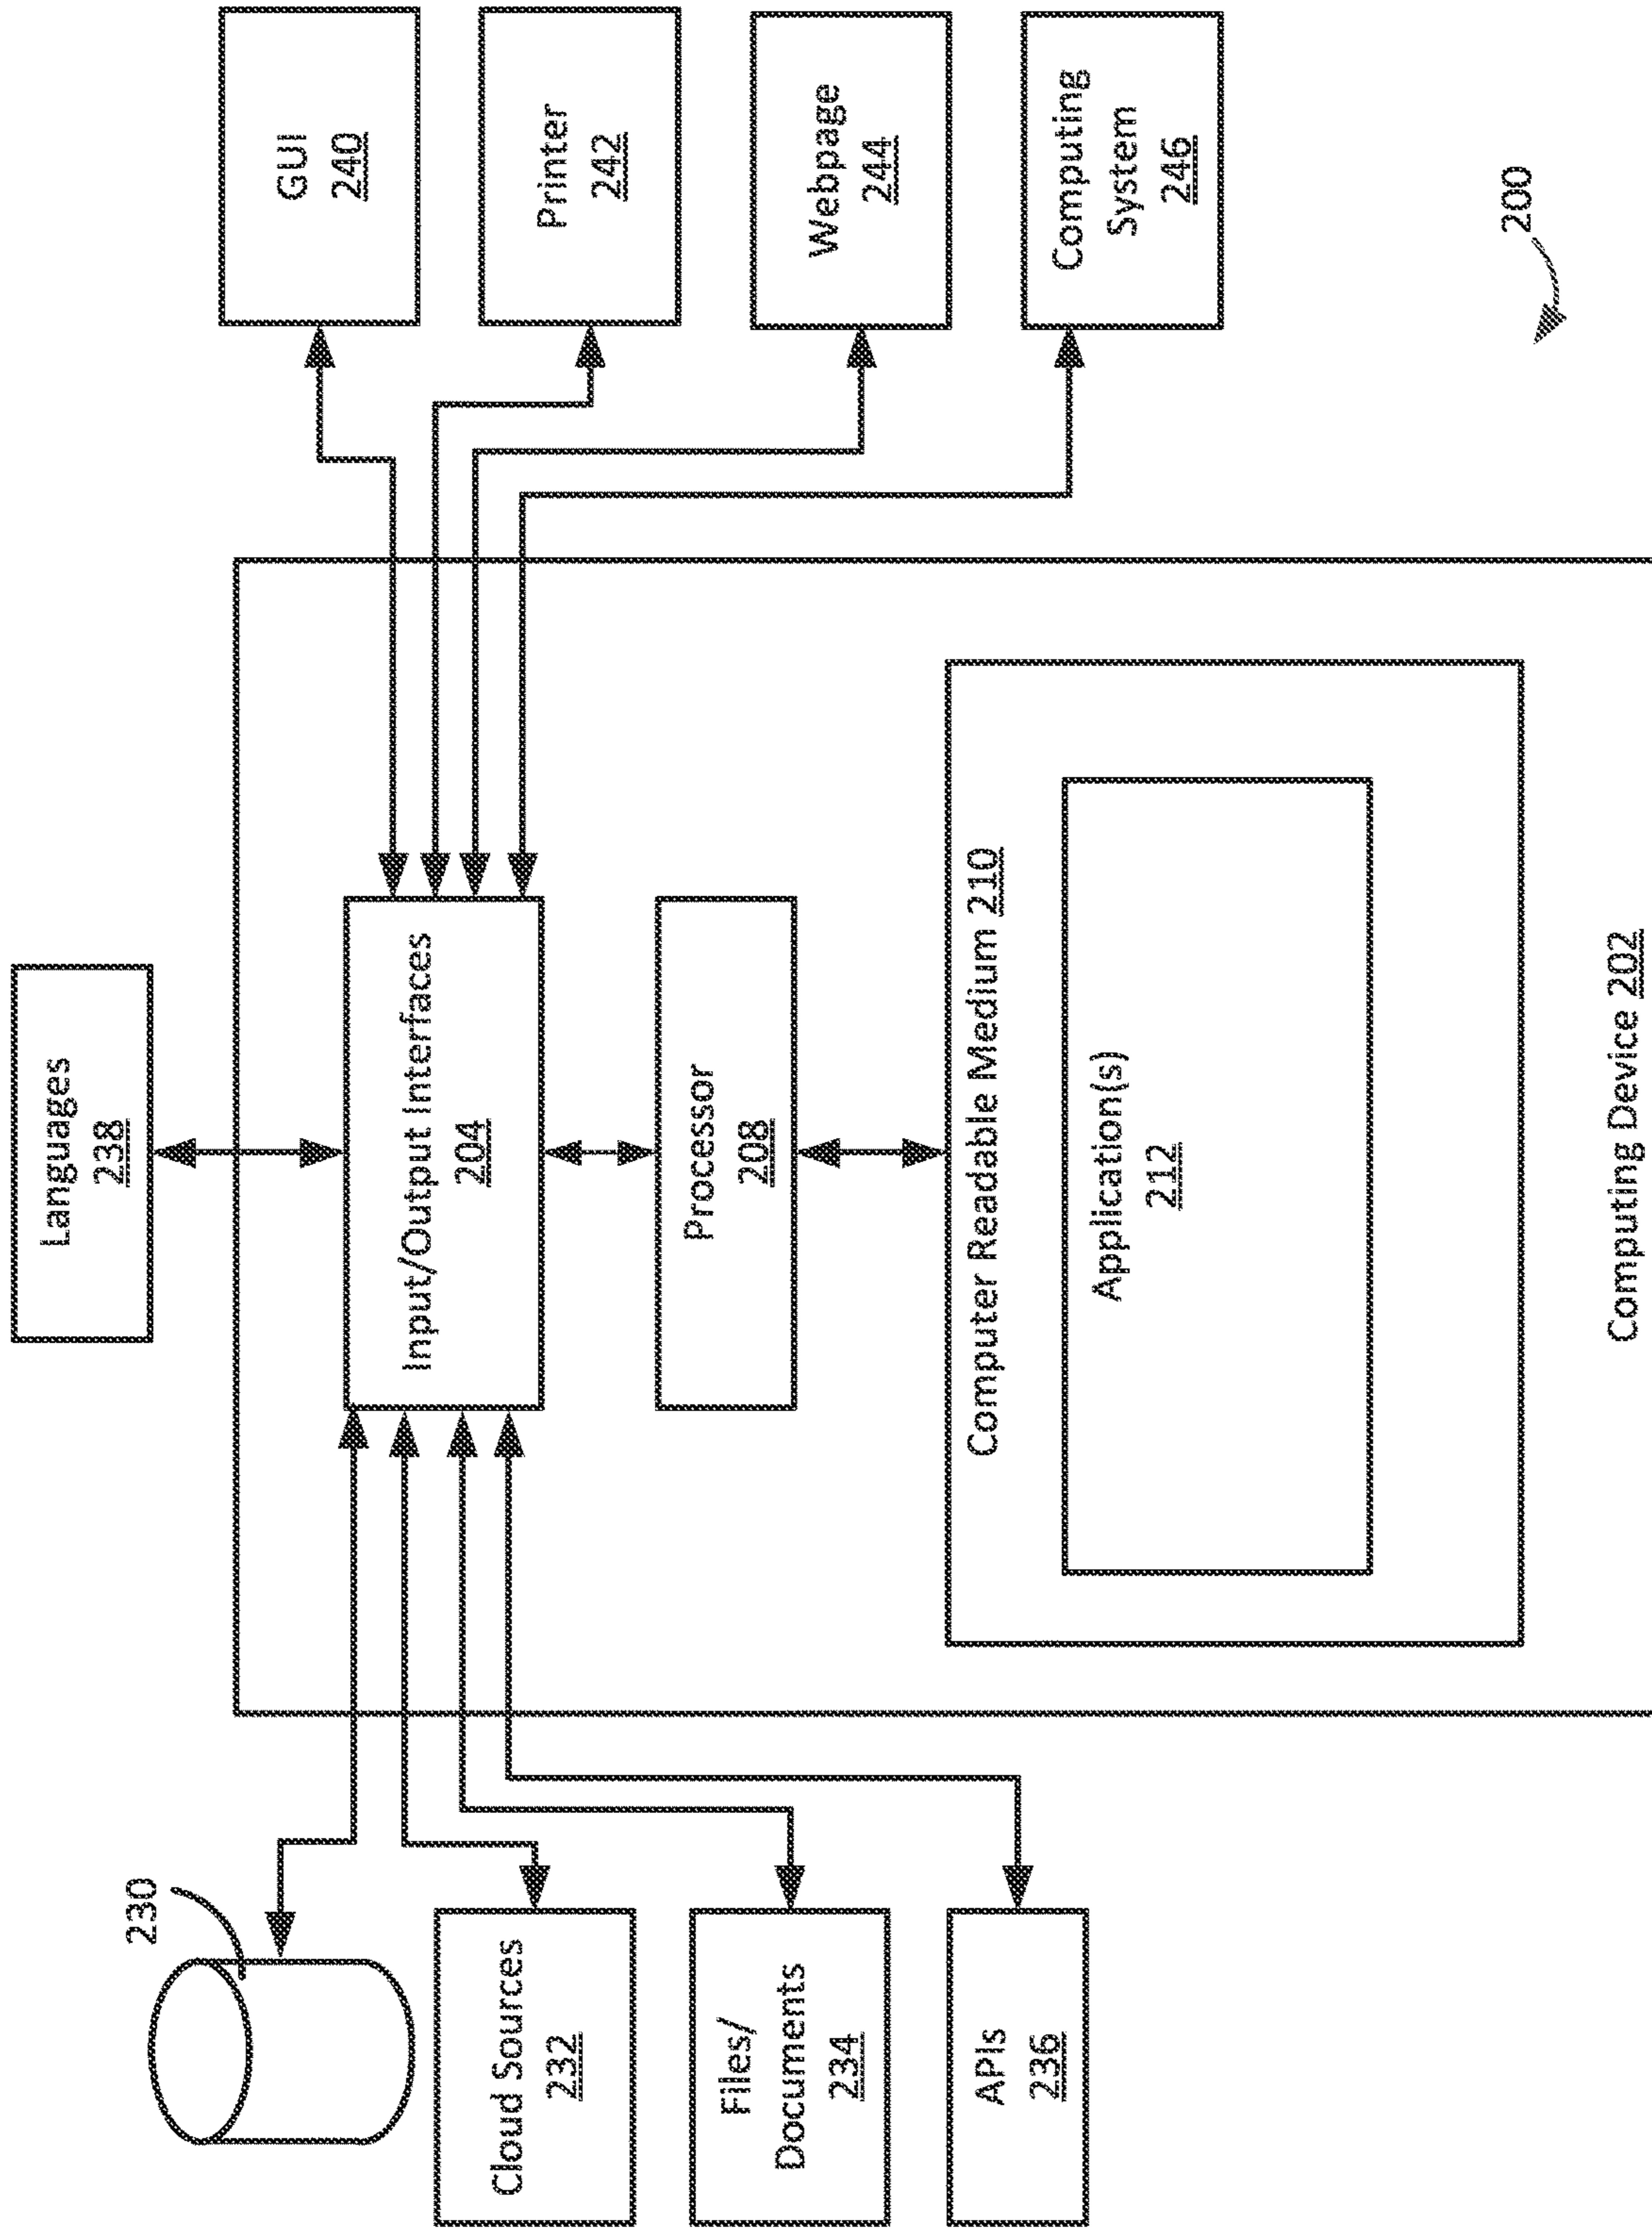 Languages
238
230
Cloud Sources
232
Files/
Documents
234
APIs
236
Input/Output Interfaces
204
Processor
208
Computer Readable Medium 210
Application(s)
212
Computing Device 202
GUI
240
Printer
242
Webpage
244
Computing
System
246
200